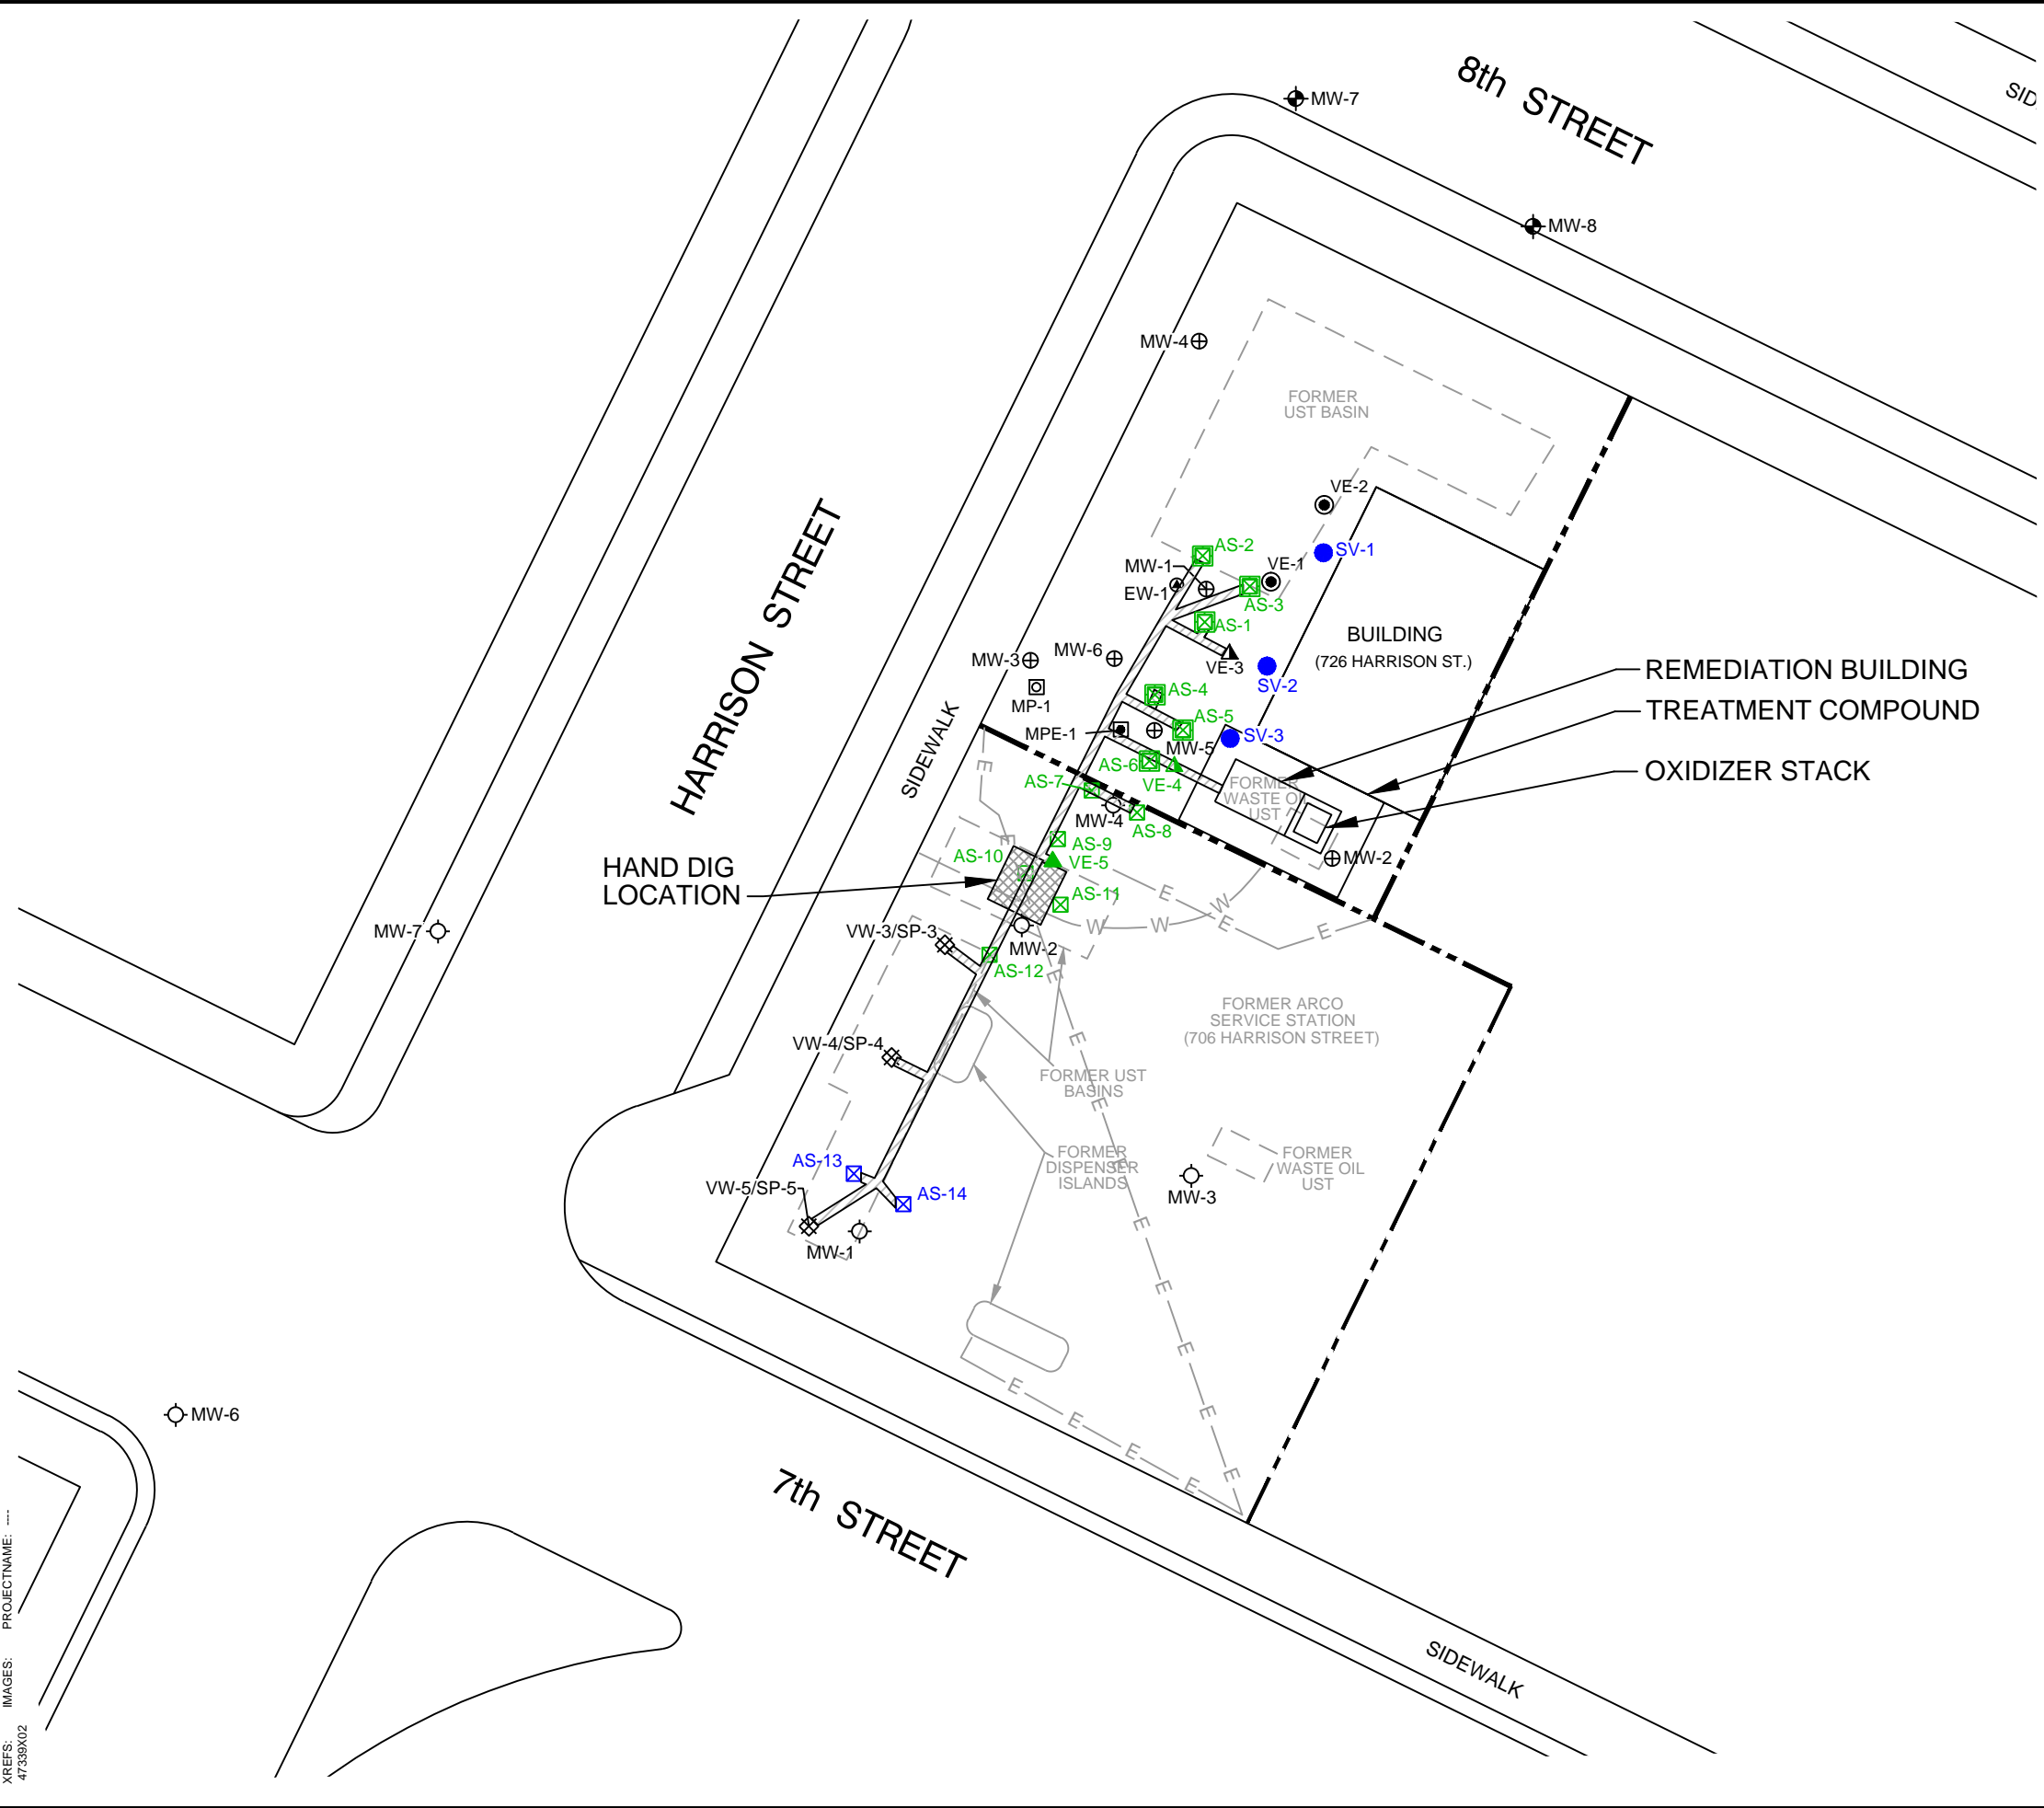 8th STREET
SID
MW-7
MW-8
MW-4
FORMER
UST BASIN
VE-2
AS-2
SV-1
MW-1
VE-1
EW-1
AS-3
AS-1
BUILDING
(726 HARRISON ST.)
HARRISON STREET
MW-3
MW-6
VE-3
SV-2
REMEDIATION BUILDING
MP-1
AS-4
TREATMENT COMPOUND
SIDEWALK
MPE-1
AS-5
SV-3
MW-5
E
AS-6
OXIDIZER STACK
AS-7
VE-4
FORMER
WASTE OIL
UST
MW-4
AS-8
E
AS-9
AS-10
VE-5
MW-2
HAND DIG
LOCATION
AS-11
E
W
W
W
E
E
MW-7
VW-3/SP-3
MW-2
AS-12
E
FORMER ARCO
SERVICE STATION
(706 HARRISON STREET)
VW-4/SP-4
E
FORMER UST
BASINS
E
AS-13
FORMER
DISPENSER
ISLANDS
E
FORMER
WASTE OIL
UST
VW-5/SP-5
AS-14
MW-3
MW-1
E
E
E
E
E
E
E
E
E
MW-6
7th STREET
SIDEWALK
XREFS: IMAGES: PROJECTNAME: ----
47339X02